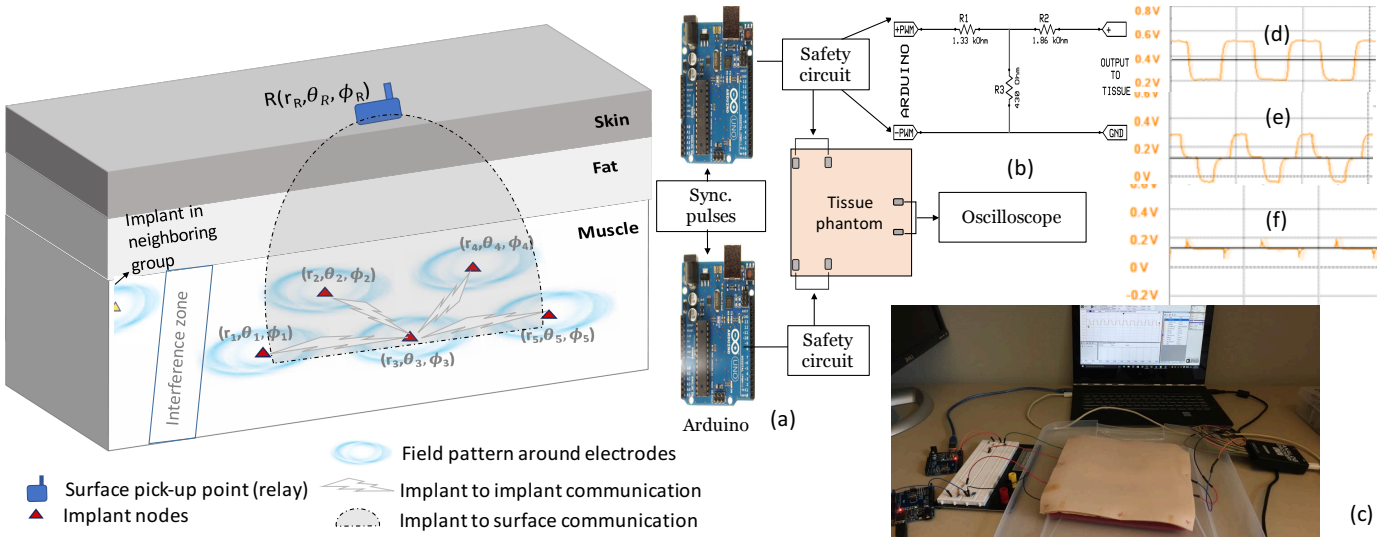 R(r_R,θ_R, ϕ_R)
Skin
Fat
Muscle
Implant in
neighboring
group
Interference zone
(r₁,θ₁, ϕ₁)
(r₂,θ₂, ϕ₂)
(r₃,θ₃, ϕ₃)
(r₄,θ₄, ϕ₄)
(r₅,θ₅, ϕ₅)
Surface pick-up point (relay)
Implant nodes
Field pattern around electrodes
Implant to implant communication
Implant to surface communication
UNO
ARDUINO
Sync.
pulses
UNO
ARDUINO
Arduino
(a)
Safety
circuit
Tissue
phantom
Oscilloscope
Safety
circuit
+PWM
R1
1.33 kOhm
R2
1.86 kOhm
+
ARDUINO
R3
430 Ohm
OUTPUT
TO
TISSUE
-PWM
GND
(b)
0.8V
0.6V
0.4V
0.2V
(d)
0.4V
0.2V
0V
(e)
0.4V
0.2V
0V
-0.2V
(f)
(c)